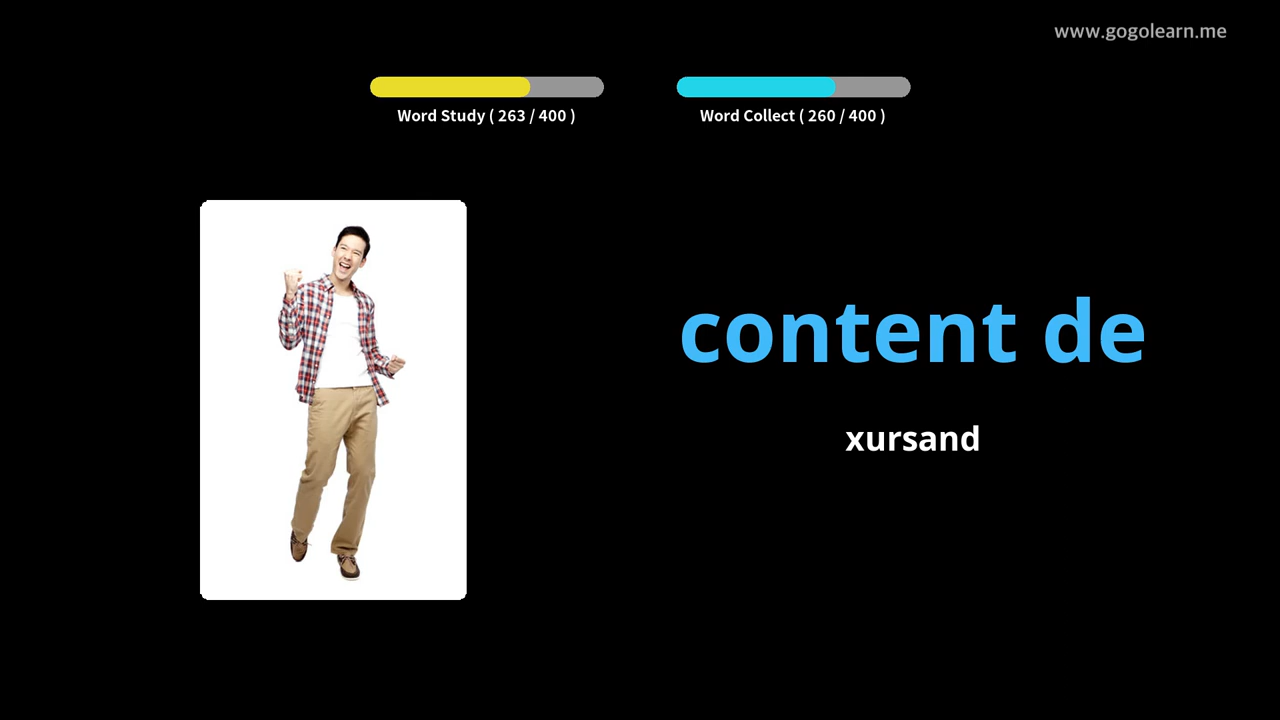 www.gogolearn.me
Word Study ( 263 / 400 )
Word Collect ( 260 / 400 )
content de
xursand